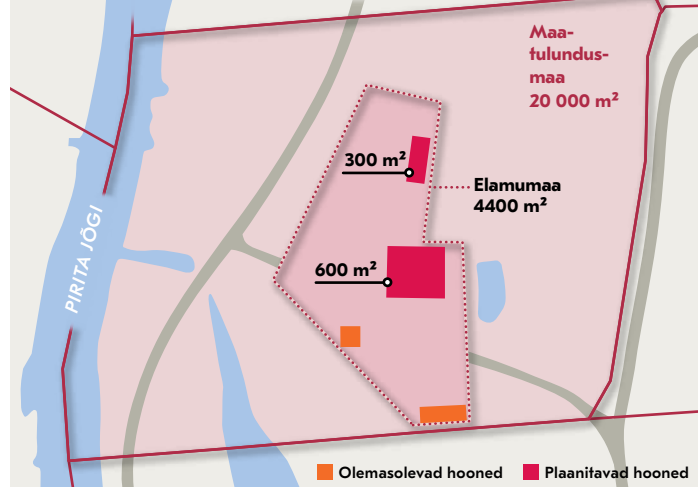 Maa-
tulundus-
maa
20 000 m²
300 m²
Elamumaa
4400 m²
600 m²
PIRITA JÕGI
Olemasolevad hooned
Plaanitavad hooned